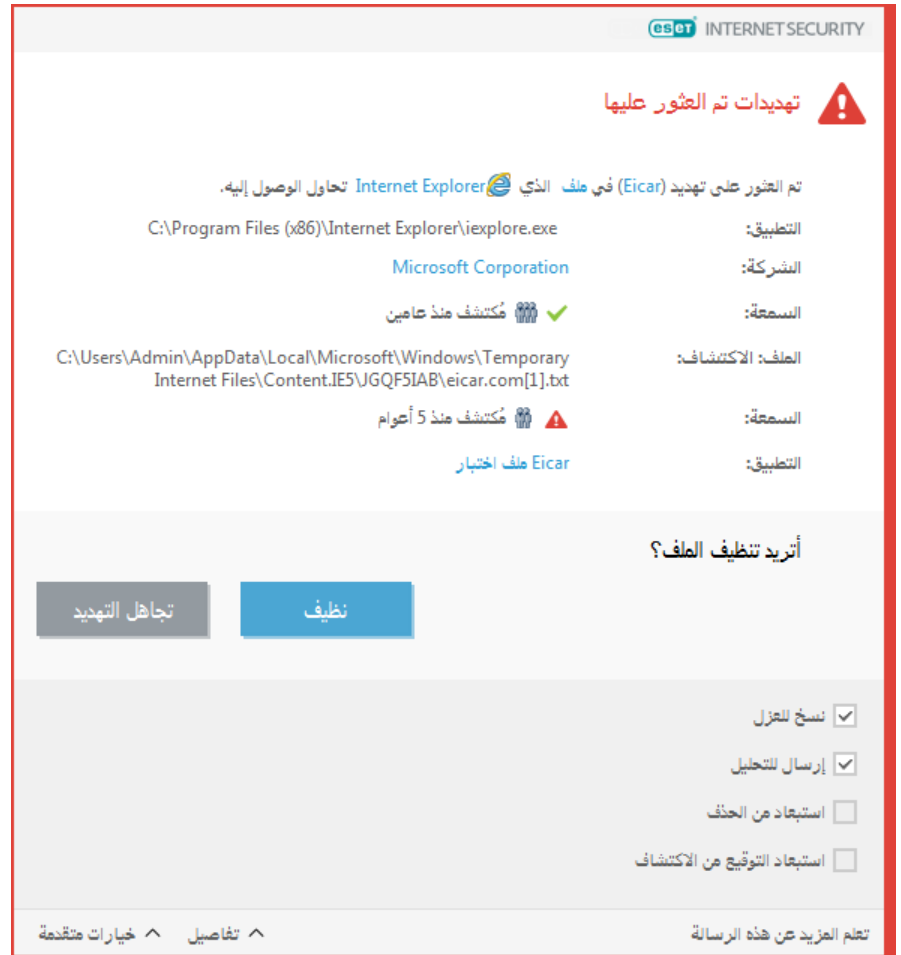 eset INTERNET SECURITY
تهديدات تم العثور عليها
تم العثور على تهديد (Eicar) في ملف الذي Internet Explorer تحاول الوصول إليه.
التطبيق: C:\Program Files (x86)\Internet Explorer\iexplore.exe
الشركة: Microsoft Corporation
السمعة: مُكتشف منذ عامين
الملف: الاكتشاف: C:\Users\Admin\AppData\Local\Microsoft\Windows\Temporary
Internet Files\Content.IE5\JGQF5IAB\eicar.com[1].txt
السمعة: مُكتشف منذ 5 أعوام
التطبيق: Eicar ملف اختبار
أتريد تنظيف الملف؟
نظيف تجاهل التهديد
نسخ للعزل
إرسال للتحليل
استبعاد من الحذف
استبعاد التوقيع من الاكتشاف
تعلم المزيد عن هذه الرسالة تفاصيل خيارات متقدمة